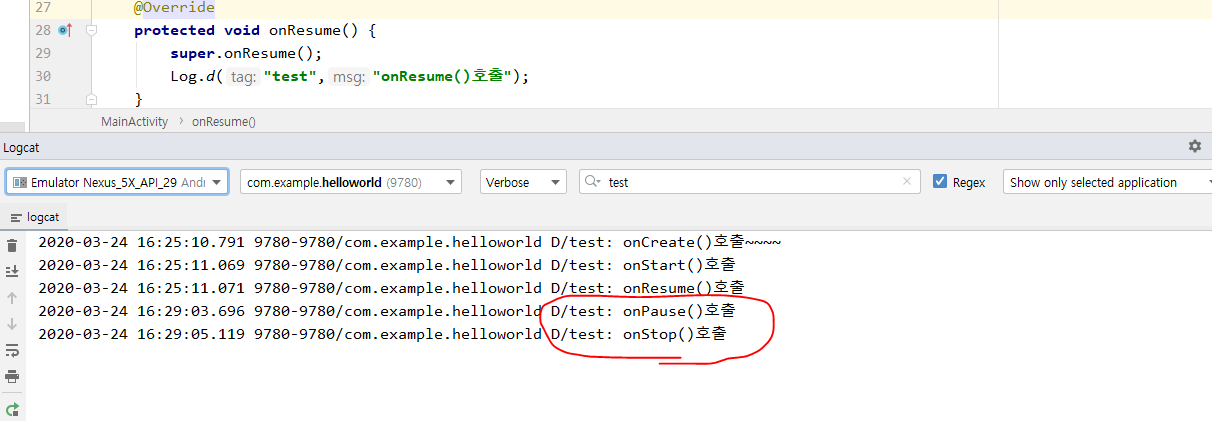 27 @Override
28 protected void onResume() {
29 super.onResume();
30 Log.d( tag: "test", msg: "onResume()호출");
31 }
MainActivity > onResume()
Logcat
Emulator Nexus_5X_API_29 Andr com.example.helloworld (9780) Verbose test Regex Show only selected application
logcat
2020-03-24 16:25:10.791 9780-9780/com.example.helloworld D/test: onCreate()호출~~~~
2020-03-24 16:25:11.069 9780-9780/com.example.helloworld D/test: onStart()호출
2020-03-24 16:25:11.071 9780-9780/com.example.helloworld D/test: onResume()호출
2020-03-24 16:29:03.696 9780-9780/com.example.helloworld D/test: onPause()호출
2020-03-24 16:29:05.119 9780-9780/com.example.helloworld D/test: onStop()호출